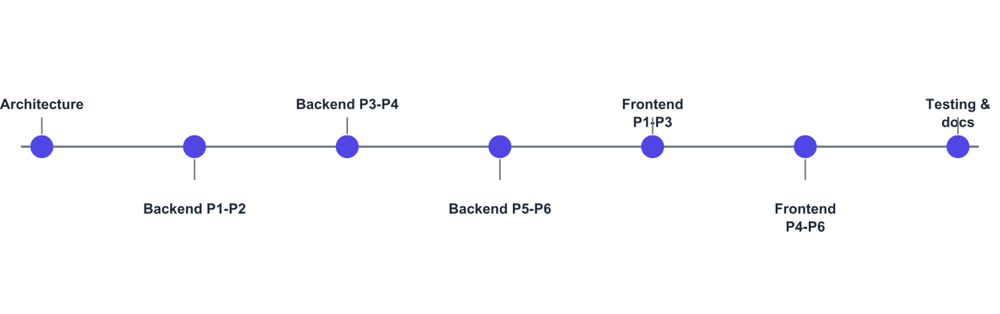 Architecture
Backend P1-P2
Backend P3-P4
Backend P5-P6
Frontend
P1-P3
Frontend
P4-P6
Testing &
docs